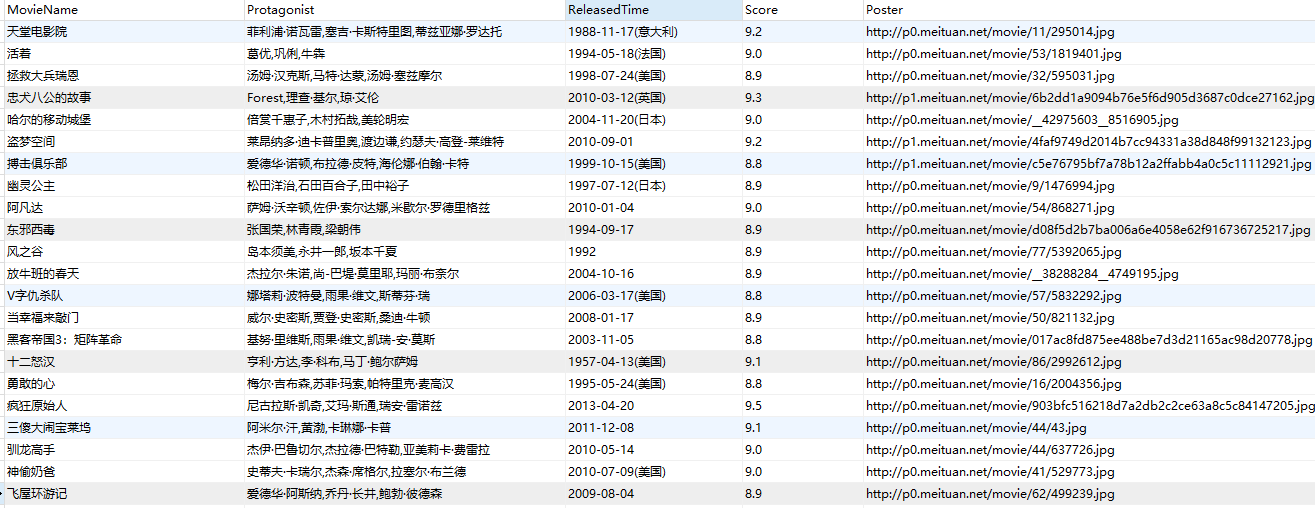 MovieName Protagonist ReleasedTime Score Poster
天堂电影院 菲利浦·诺瓦雷,塞吉·卡斯特里图,蒂兹亚娜·罗达托 1988-11-17(意大利) 9.2 http://p0.meituan.net/movie/11/295014.jpg
活着 葛优,巩俐,牛犇 1994-05-18(法国) 9.0 http://p0.meituan.net/movie/53/1819401.jpg
拯救大兵瑞恩 汤姆·汉克斯,马特·达蒙,汤姆·塞兹摩尔 1998-07-24(美国) 8.9 http://p0.meituan.net/movie/32/595031.jpg
忠犬八公的故事 Forest,理查·基尔,琼·艾伦 2010-03-12(英国) 9.3 http://p1.meituan.net/movie/6b2dd1a9094b76e5f6d905d3687c0dce27162.jpg
哈尔的移动城堡 倍赏千惠子,木村拓哉,美轮明宏 2004-11-20(日本) 9.0 http://p0.meituan.net/movie/__42975603__8516905.jpg
盗梦空间 莱昂纳多·迪卡普里奥,渡边谦,约瑟夫·高登-莱维特 2010-09-01 9.2 http://p1.meituan.net/movie/4faf9749d2014b7cc94331a38d848f99132123.jpg
搏击俱乐部 爱德华·诺顿,布拉德·皮特,海伦娜·伯翰·卡特 1999-10-15(美国) 8.8 http://p1.meituan.net/movie/c5e76795bf7a78b12a2ffabb4a0c5c11112921.jpg
幽灵公主 松田洋治,石田百合子,田中裕子 1997-07-12(日本) 8.9 http://p0.meituan.net/movie/9/1476994.jpg
阿凡达 萨姆·沃辛顿,佐伊·索尔达娜,米歇尔·罗德里格兹 2010-01-04 9.0 http://p0.meituan.net/movie/54/868271.jpg
东邪西毒 张国荣,林青霞,梁朝伟 1994-09-17 8.9 http://p0.meituan.net/movie/d08f5d2b7ba006a6e4058e62f916736725217.jpg
风之谷 岛本须美,永井一郎,坂本千夏 1992 8.9 http://p0.meituan.net/movie/77/5392065.jpg
放牛班的春天 杰拉尔·朱诺,尚-巴堤·莫里耶,玛丽·布奈尔 2004-10-16 8.9 http://p0.meituan.net/movie/__38288284__4749195.jpg
V字仇杀队 娜塔莉·波特曼,雨果·维文,斯蒂芬·瑞 2006-03-17(美国) 8.8 http://p0.meituan.net/movie/57/5832292.jpg
当幸福来敲门 威尔·史密斯,贾登·史密斯,桑迪·牛顿 2008-01-17 8.9 http://p0.meituan.net/movie/50/821132.jpg
黑客帝国3：矩阵革命 基努·里维斯,雨果·维文,凯瑞-安·莫斯 2003-11-05 8.8 http://p0.meituan.net/movie/017ac8fd875ee488be7d3d21165ac98d20778.jpg
十二怒汉 亨利·方达,李·科布,马丁·鲍尔萨姆 1957-04-13(美国) 9.1 http://p0.meituan.net/movie/86/2992612.jpg
勇敢的心 梅尔·吉布森,苏菲·玛索,帕特里克·麦高汉 1995-05-24(美国) 8.8 http://p0.meituan.net/movie/16/2004356.jpg
疯狂原始人 尼古拉斯·凯奇,艾玛·斯通,瑞安·雷诺兹 2013-04-20 9.5 http://p0.meituan.net/movie/903bfc516218d7a2db2c2ce63a8c5c84147205.jpg
三傻大闹宝莱坞 阿米尔·汗,黄渤,卡琳娜·卡普 2011-12-08 9.1 http://p0.meituan.net/movie/44/43.jpg
驯龙高手 杰伊·巴鲁切尔,杰拉德·巴特勒,亚美莉卡·费雷拉 2010-05-14 9.0 http://p0.meituan.net/movie/44/637726.jpg
神偷奶爸 史蒂夫·卡瑞尔,杰森·席格尔,拉塞尔·布兰德 2010-07-09(美国) 9.0 http://p0.meituan.net/movie/41/529773.jpg
飞屋环游记 爱德华·阿斯纳,乔丹·长井,鲍勃·彼德森 2009-08-04 8.9 http://p0.meituan.net/movie/62/499239.jpg